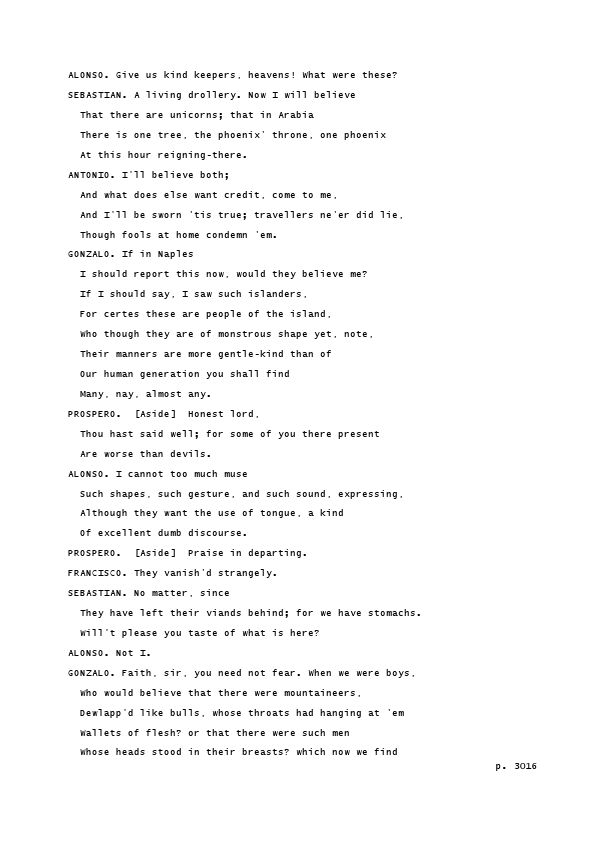 ALONSO. Give us kind keepers, heavens! What were these?
SEBASTIAN. A living drollery. Now I will believe
That there are unicorns; that in Arabia
There is one tree, the phoenix' throne, one phoenix
At this hour reigning-there.
ANTONIO. I'll believe both;
And what does else want credit, come to me,
And I'll be sworn 'tis true; travellers ne'er did lie,
Though fools at home condemn 'em.
GONZALO. If in Naples
I should report this now, would they believe me?
If I should say, I saw such islanders,
For certes these are people of the island,
Who though they are of monstrous shape yet, note,
Their manners are more gentle-kind than of
Our human generation you shall find
Many, nay, almost any.
PROSPERO.  [Aside]  Honest lord,
Thou hast said well; for some of you there present
Are worse than devils.
ALONSO. I cannot too much muse
Such shapes, such gesture, and such sound, expressing,
Although they want the use of tongue, a kind
Of excellent dumb discourse.
PROSPERO.  [Aside]  Praise in departing.
FRANCISCO. They vanish'd strangely.
SEBASTIAN. No matter, since
They have left their viands behind; for we have stomachs.
Will't please you taste of what is here?
ALONSO. Not I.
GONZALO. Faith, sir, you need not fear. When we were boys,
Who would believe that there were mountaineers,
Dewlapp'd like bulls, whose throats had hanging at 'em
Wallets of flesh? or that there were such men
Whose heads stood in their breasts? which now we find
p. 3016